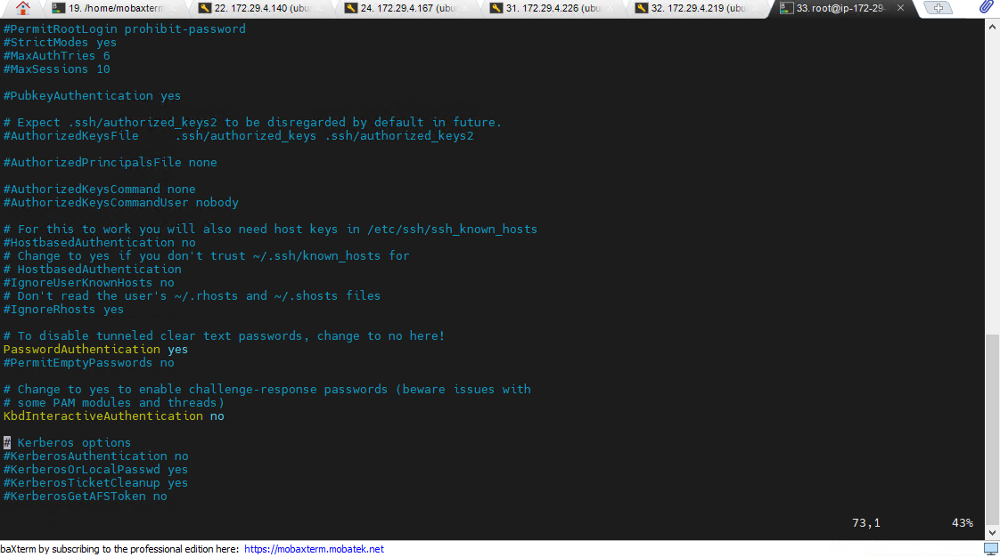 19. /home/mobaxterm
22. 172.29.4.140 (ubu
24. 172.29.4.167 (ubu
31. 172.29.4.226 (ubu
32. 172.29.4.219 (ubu
33. root@ip-172-29-
#PermitRootLogin prohibit-password
#StrictModes yes
#MaxAuthTries 6
#MaxSessions 10
#PubkeyAuthentication yes
# Expect .ssh/authorized_keys2 to be disregarded by default in future.
#AuthorizedKeysFile     .ssh/authorized_keys .ssh/authorized_keys2
#AuthorizedPrincipalsFile none
#AuthorizedKeysCommand none
#AuthorizedKeysCommandUser nobody
# For this to work you will also need host keys in /etc/ssh/ssh_known_hosts
#HostbasedAuthentication no
# Change to yes if you don't trust ~/.ssh/known_hosts for
# HostbasedAuthentication
#IgnoreUserKnownHosts no
# Don't read the user's ~/.rhosts and ~/.shosts files
#IgnoreRhosts yes
# To disable tunneled clear text passwords, change to no here!
PasswordAuthentication yes
#PermitEmptyPasswords no
# Change to yes to enable challenge-response passwords (beware issues with
# some PAM modules and threads)
KbdInteractiveAuthentication no
# Kerberos options
#KerberosAuthentication no
#KerberosOrLocalPasswd yes
#KerberosTicketCleanup yes
#KerberosGetAFSToken no
73,1 43%
baXterm by subscribing to the professional edition here: https://mobaxterm.mobatek.net